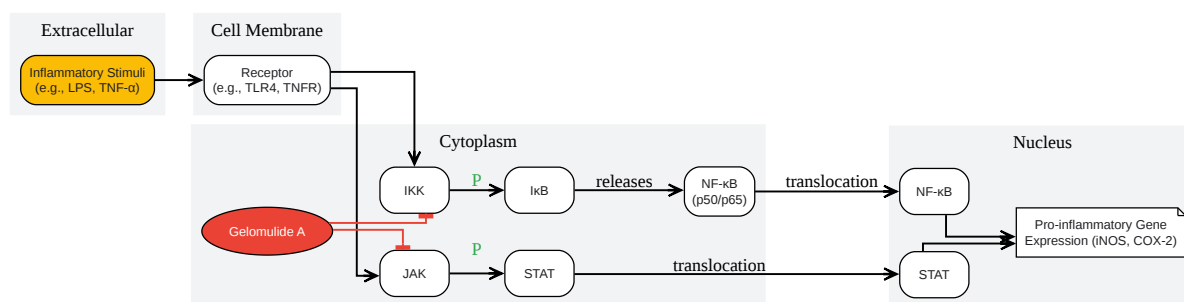 Extracellular
Cell Membrane
Inflammatory Stimuli
(e.g., LPS, TNF-α)
Receptor
(e.g., TLR4, TNFR)
Cytoplasm
Nucleus
IKK
P
IκB
releases
NF-κB
(p50/p65)
translocation
NF-κB
Gelomulide A
Pro-inflammatory Gene
Expression (iNOS, COX-2)
JAK
P
STAT
translocation
STAT